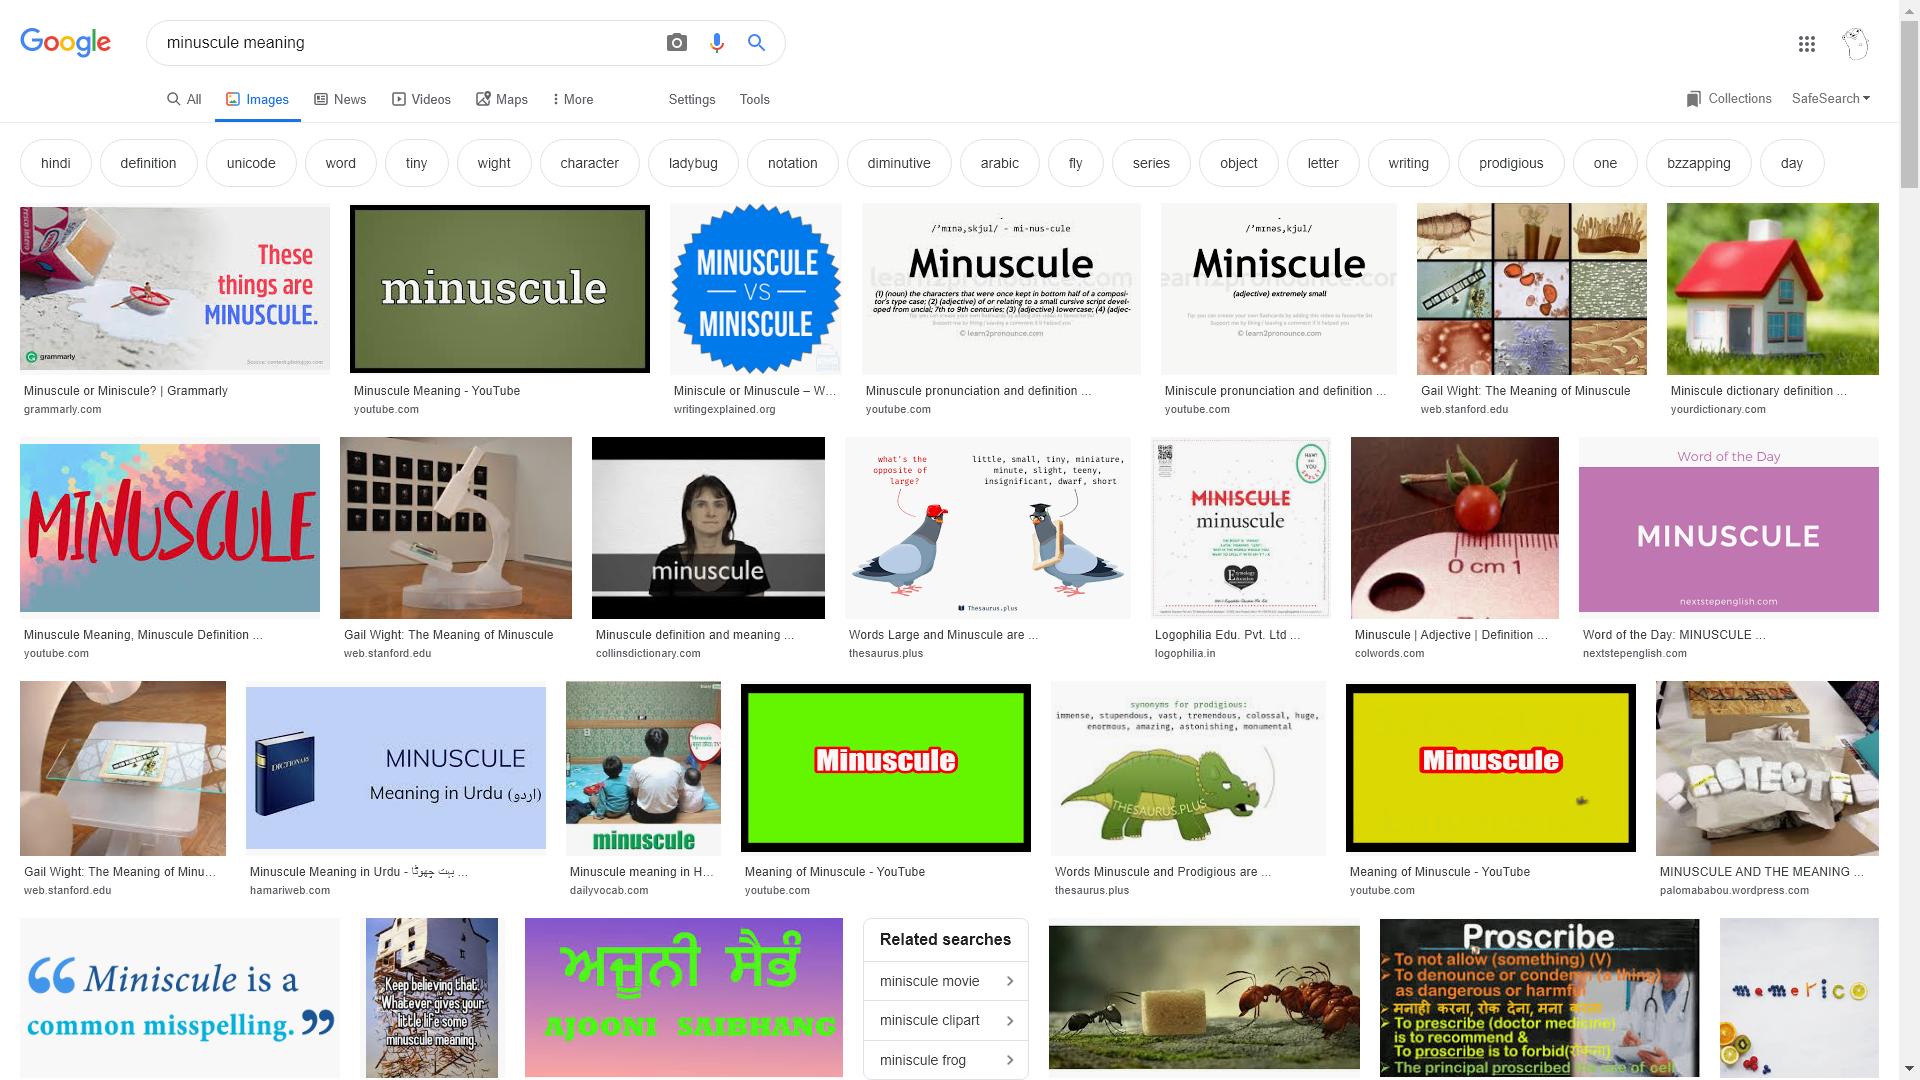 Google
minuscule meaning
All
Images
News
Videos
Maps
More
Settings
Tools
Collections
SafeSearch
hindi
definition
unicode
word
tiny
wight
character
ladybug
notation
diminutive
arabic
fly
series
object
letter
writing
prodigious
one
bzzapping
day
These
things are
MINUSCULE.
grammarly
Minuscule or Miniscule? | Grammarly
grammarly.com
minuscule
Minuscule Meaning - YouTube
youtube.com
MINUSCULE
VS
MINISCULE
Miniscule or Minuscule – W...
writingexplained.org
/'mɪnə,skjul/ - mi-nus-cule
Minuscule
(1) (noun) the characters that were once kept in bottom half of a composi-
tor's type case; (2) (adjective) of or relating to a small cursive script devel-
oped from uncial; 7th to 9th centuries; (3) (adjective) lowercase; (4) (adjec-
© learn2pronounce.com
Minuscule pronunciation and definition ...
youtube.com
/'mɪnəs,kjul/
Miniscule
(adjective) extremely small
© learn2pronounce.com
Miniscule pronunciation and definition ...
youtube.com
Gail Wight: The Meaning of Minuscule
web.stanford.edu
Miniscule dictionary definition ...
yourdictionary.com
MINUSCULE
Minuscule Meaning, Minuscule Definition ...
youtube.com
Gail Wight: The Meaning of Minuscule
web.stanford.edu
minuscule
Minuscule definition and meaning ...
collinsdictionary.com
what's the
opposite of
large?
little, small, tiny, miniature,
minute, slight, teeny,
insignificant, dwarf, short
Thesaurus.plus
Words Large and Minuscule are ...
thesaurus.plus
MINISCULE
minuscule
Etymology
Education
Logophilia Edu. Pvt. Ltd ...
logophilia.in
0 cm 1
Minuscule | Adjective | Definition ...
colwords.com
Word of the Day
MINUSCULE
nextstepenglish.com
Word of the Day: MINUSCULE ...
nextstepenglish.com
Gail Wight: The Meaning of Minu...
web.stanford.edu
DICTIONARY
MINUSCULE
Meaning in Urdu (اردو)
Minuscule Meaning in Urdu - بہت چھوٹا ...
hamariweb.com
minuscule
Minuscule meaning in H...
dailyvocab.com
Minuscule
Meaning of Minuscule - YouTube
youtube.com
synonyms for prodigious:
immense, stupendous, vast, tremendous, colossal, huge,
enormous, amazing, astonishing, monumental
THESAURUS.PLUS
Words Minuscule and Prodigious are ...
thesaurus.plus
Minuscule
Meaning of Minuscule - YouTube
youtube.com
ROTECTE
MINUSCULE AND THE MEANING ...
palomababou.wordpress.com
“Miniscule is a
common misspelling.”
Keep believing that.
Whatever gives your
little life some
minuscule meaning.
ਅਜੂਨੀ ਸੈਭੰ
AJOONI SAIBHANG
Related searches
miniscule movie
miniscule clipart
miniscule frog
Proscribe
To not allow (something) (V)
To denounce or condemn (a thing)
as dangerous or harmful
मनाही करना, रोक देना, मना करना
To prescribe (doctor medicine)
is to recommend &
To proscribe is to forbid(रोकना)
The principal proscribed the use of cell
memerico